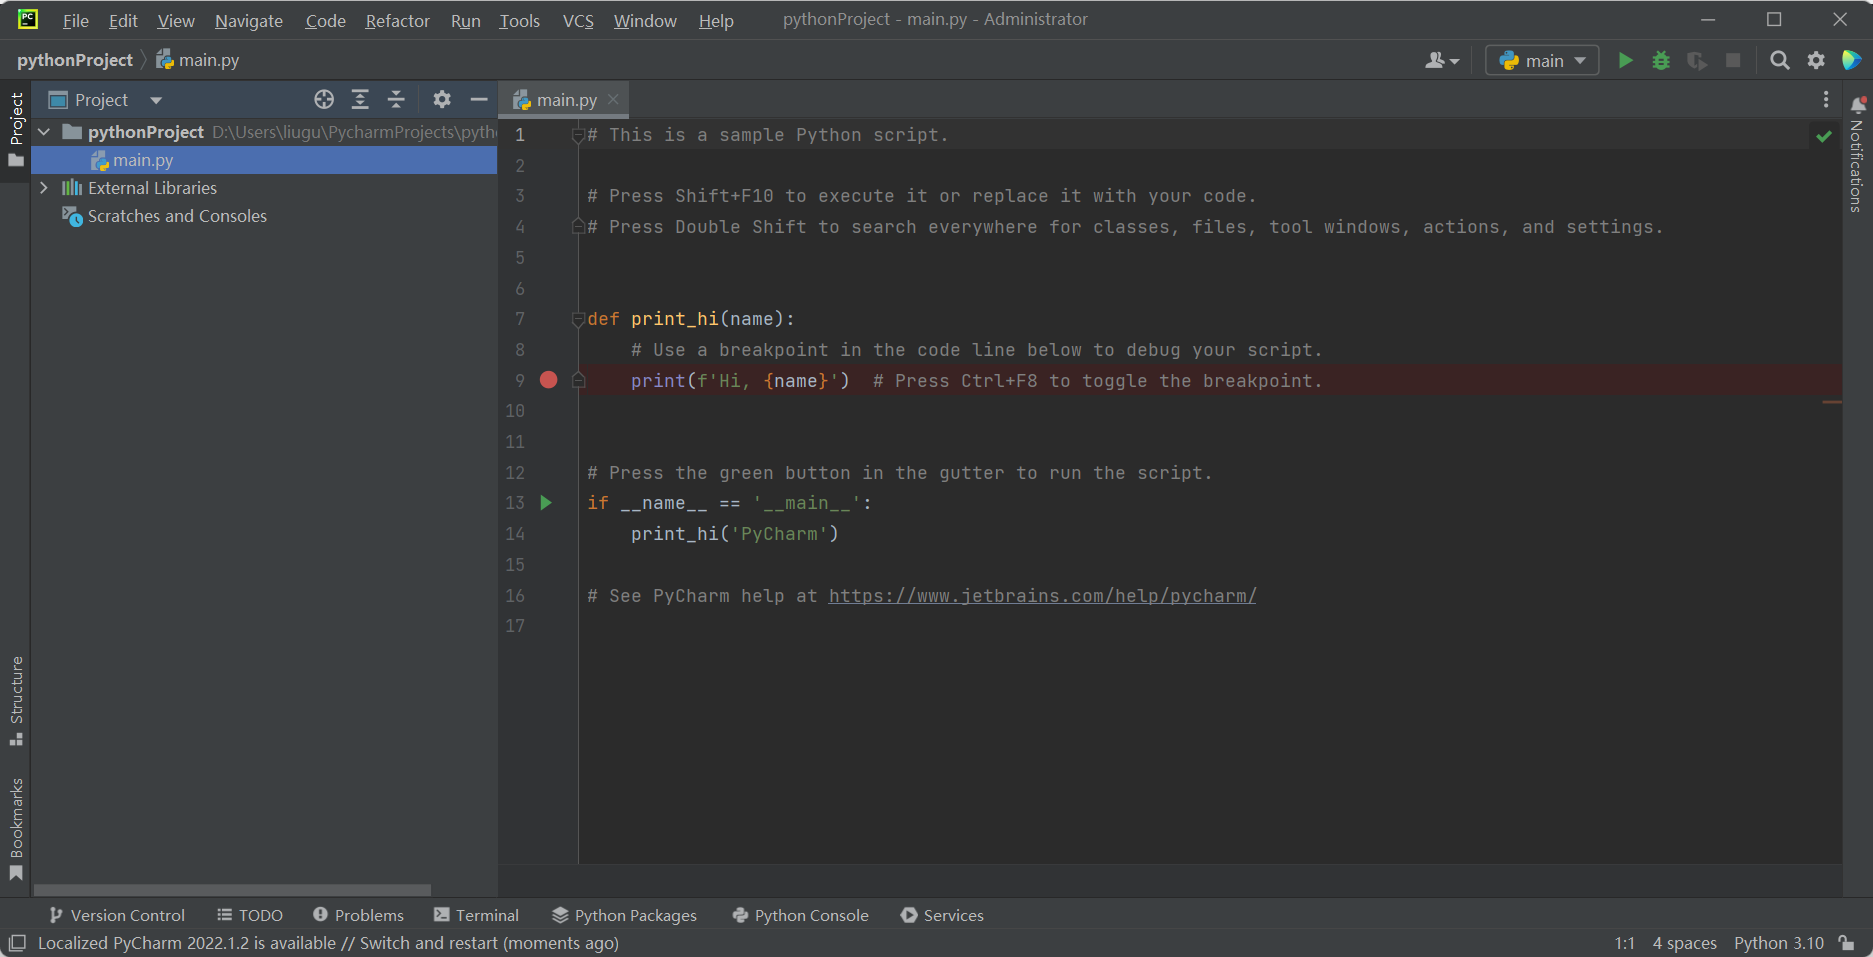 File Edit View Navigate Code Refactor Run Tools VCS Window Help pythonProject - main.py - Administrator
pythonProject main.py main
Project
Project
pythonProject D:\Users\liugu\PycharmProjects\pyth
main.py
External Libraries
Scratches and Consoles
Structure
Bookmarks
main.py
1 # This is a sample Python script.
2
3 # Press Shift+F10 to execute it or replace it with your code.
4 # Press Double Shift to search everywhere for classes, files, tool windows, actions, and settings.
5
6
7 def print_hi(name):
8 # Use a breakpoint in the code line below to debug your script.
9 print(f'Hi, {name}')  # Press Ctrl+F8 to toggle the breakpoint.
10
11
12 # Press the green button in the gutter to run the script.
13 if __name__ == '__main__':
14 print_hi('PyCharm')
15
16 # See PyCharm help at https://www.jetbrains.com/help/pycharm/
17
Notifications
Version Control TODO Problems Terminal Python Packages Python Console Services
Localized PyCharm 2022.1.2 is available // Switch and restart (moments ago) 1:1 4 spaces Python 3.10